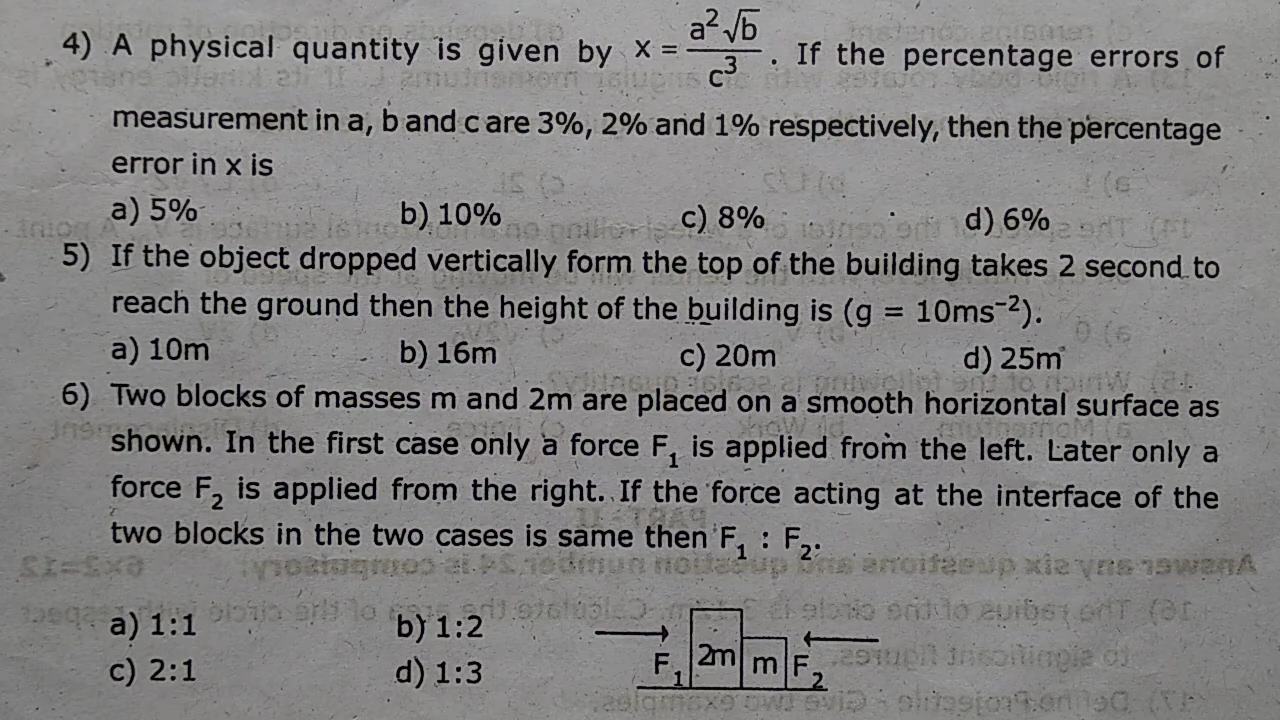 4) A physical quantity is given by x = a²√b / c³ . If the percentage errors of
measurement in a, b and c are 3%, 2% and 1% respectively, then the percentage
error in x is
a) 5% b) 10% c) 8% d) 6%
5) If the object dropped vertically form the top of the building takes 2 second to
reach the ground then the height of the building is (g = 10ms⁻²).
a) 10m b) 16m c) 20m d) 25m
6) Two blocks of masses m and 2m are placed on a smooth horizontal surface as
shown. In the first case only a force F₁ is applied from the left. Later only a
force F₂ is applied from the right. If the force acting at the interface of the
two blocks in the two cases is same then F₁ : F₂.
a) 1:1 b) 1:2
c) 2:1 d) 1:3
F₁ 2m m F₂